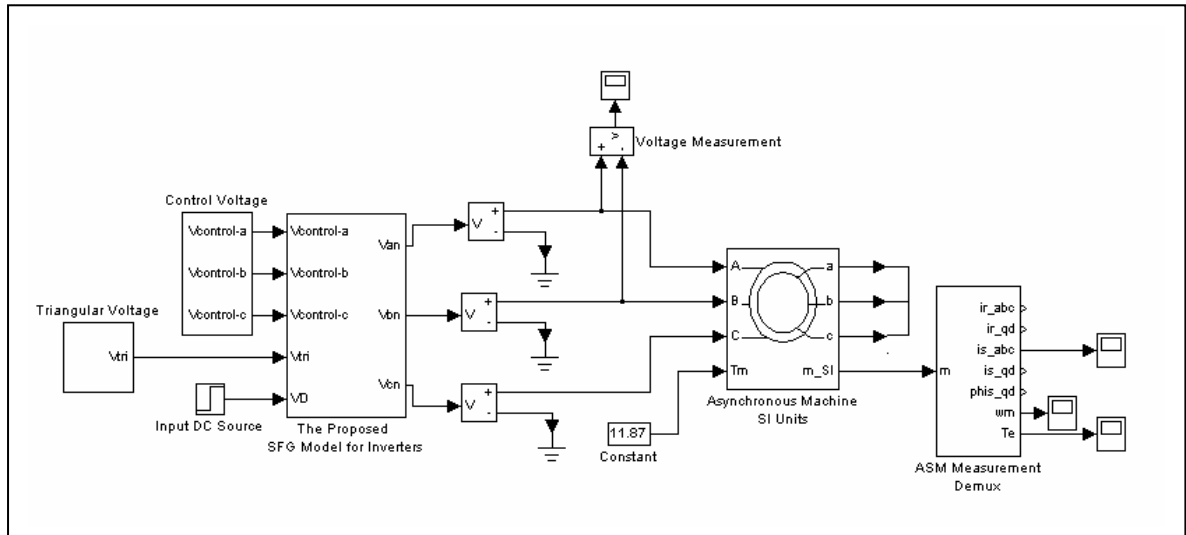 Voltage Measurement
+ v -
Control Voltage
Vcontrol-a
Vcontrol-b
Vcontrol-c
Triangular Voltage
Vtri
Input DC Source
Vcontrol-a
Vcontrol-b
Vcontrol-c
Vtri
VD
Van
Vbn
Vcn
The Proposed
SFG Model for Inverters
V + -
V + -
V + -
11.87
Constant
A
B
C
Tm
a
b
c
m_SI
Asynchronous Machine
SI Units
m
ir_abc
ir_qd
is_abc
is_qd
phis_qd
wm
Te
ASM Measurement
Demux